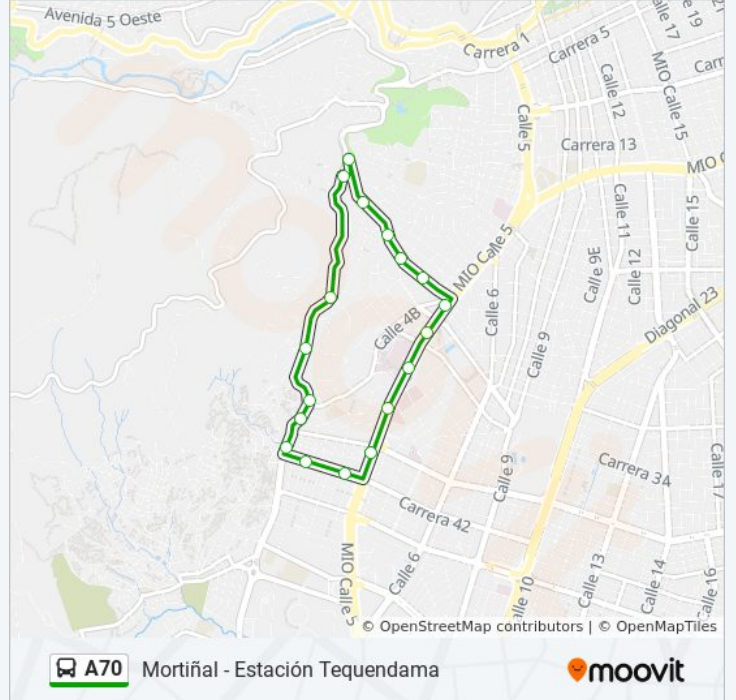 Avenida 5 Oeste
Carrera 1
Carrera 5
Calle 17
e 19
Carr
Calle 12
MIO Calle 15
Calle 5
Carrera 13
MIO C
Calle 11
Calle 15
MIO Calle 5
Calle 9E
Calle 12
Calle 6
Diagonal 23
Calle 4B
Calle 9
Carrera 34
Calle 9
Calle 17
Carrera 42
MIO Calle 5
Calle 6
Calle 13
Calle 14
Calle 16
alle 10
© OpenStreetMap contributors | © OpenMapTiles
A70 Mortiñal - Estación Tequendama
moovit